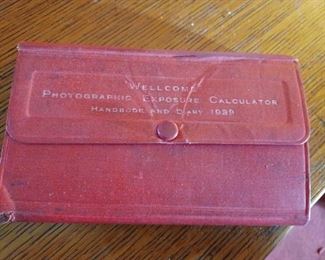 "WELLCOME"
PHOTOGRAPHIC EXPOSURE CALCULATOR
HANDBOOK AND DIARY 1939